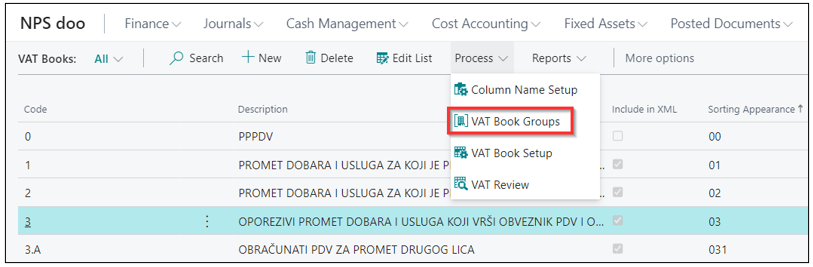 NPS doo Finance Journals Cash Management Cost Accounting Fixed Assets Posted Documents
VAT Books: All Search New Delete Edit List Process Reports More options
Column Name Setup
VAT Book Groups
VAT Book Setup
VAT Review
Code Description Include in XML Sorting Appearance ↑
0 PPPDV 00
1 PROMET DOBARA I USLUGA ZA KOJI JE P... 01
2 PROMET DOBARA I USLUGA ZA KOJI JE P... 02
3 OPOREZIVI PROMET DOBARA I USLUGA KOJI VRŠI OBVEZNIK PDV I O... 03
3.A OBRAČUNATI PDV ZA PROMET DRUGOG LICA 031